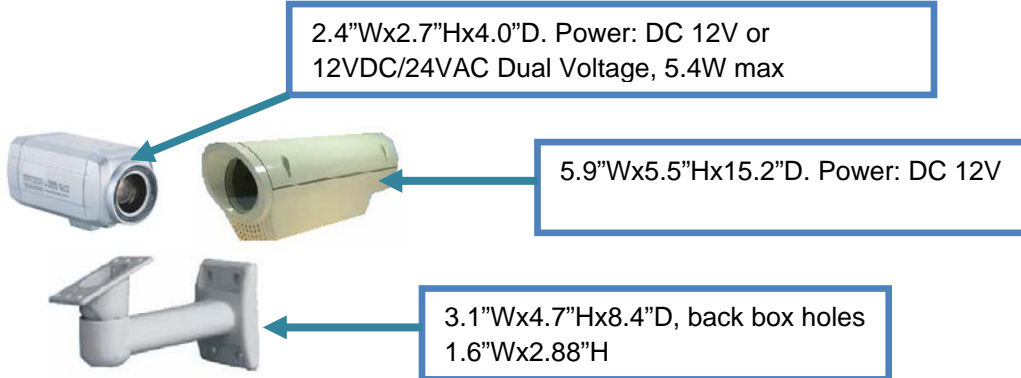 2.4”Wx2.7”Hx4.0”D. Power: DC 12V or
12VDC/24VAC Dual Voltage, 5.4W max
5.9”Wx5.5”Hx15.2”D. Power: DC 12V
3.1”Wx4.7”Hx8.4”D, back box holes
1.6”Wx2.88”H